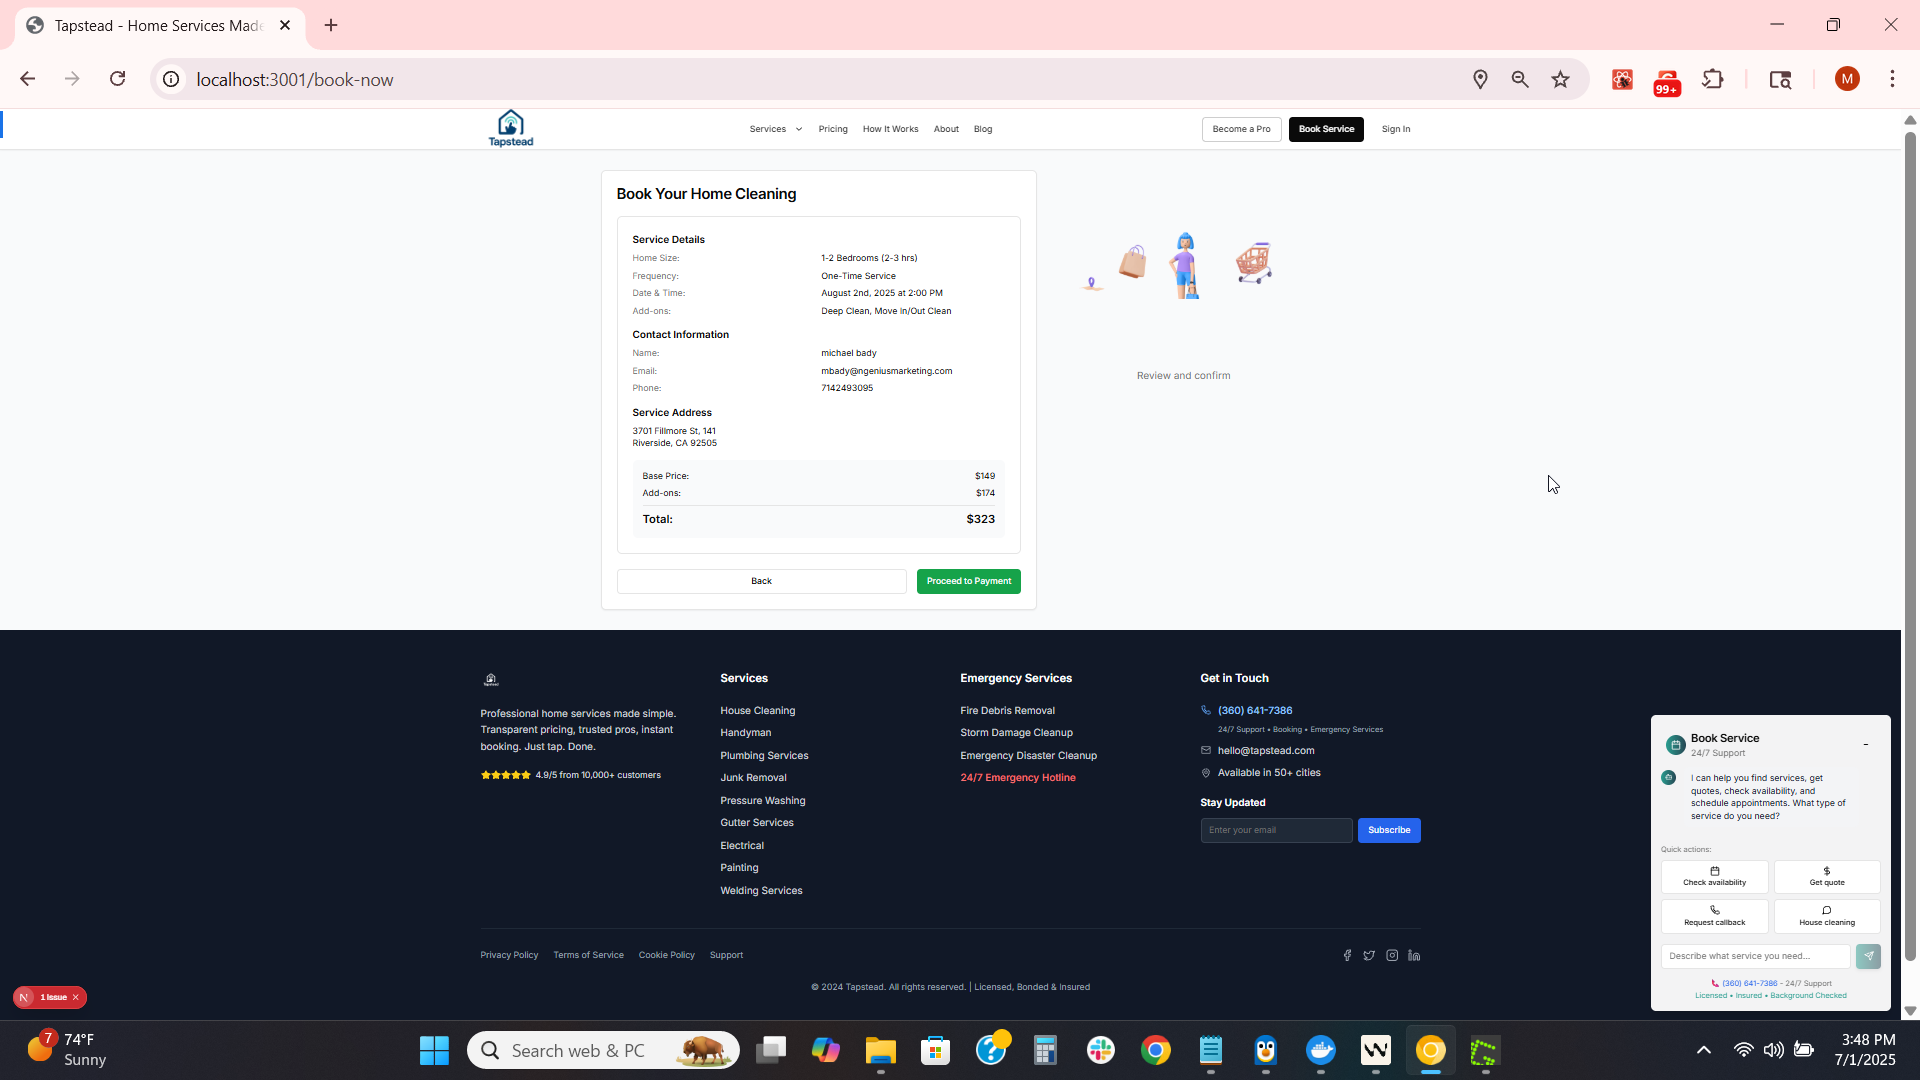 Tapstead - Home Services Made
localhost:3001/book-now
99+
M
Tapstead
Services
Pricing
How It Works
About
Blog
Become a Pro
Book Service
Sign In
Book Your Home Cleaning
Service Details
Home Size: 1-2 Bedrooms (2-3 hrs)
Frequency: One-Time Service
Date & Time: August 2nd, 2025 at 2:00 PM
Add-ons: Deep Clean, Move In/Out Clean
Contact Information
Name: michael bady
Email: mbady@ngeniusmarketing.com
Phone: 7142493095
Service Address
3701 Fillmore St, 141
Riverside, CA 92505
Base Price: $149
Add-ons: $174
Total: $323
Back
Proceed to Payment
Review and confirm
Tapstead
Professional home services made simple.
Transparent pricing, trusted pros, instant
booking. Just tap. Done.
4.9/5 from 10,000+ customers
Services
House Cleaning
Handyman
Plumbing Services
Junk Removal
Pressure Washing
Gutter Services
Electrical
Painting
Welding Services
Emergency Services
Fire Debris Removal
Storm Damage Cleanup
Emergency Disaster Cleanup
24/7 Emergency Hotline
Get in Touch
(360) 641-7386
24/7 Support • Booking • Emergency Services
hello@tapstead.com
Available in 50+ cities
Stay Updated
Enter your email
Subscribe
Privacy Policy
Terms of Service
Cookie Policy
Support
© 2024 Tapstead. All rights reserved. | Licensed, Bonded & Insured
Book Service
24/7 Support
I can help you find services, get
quotes, check availability, and
schedule appointments. What type of
service do you need?
Quick actions:
Check availability
Get quote
Request callback
House cleaning
Describe what service you need...
(360) 641-7386 - 24/7 Support
Licensed • Insured • Background Checked
N 1 Issue
7
74°F
Sunny
Search web & PC
3:48 PM
7/1/2025